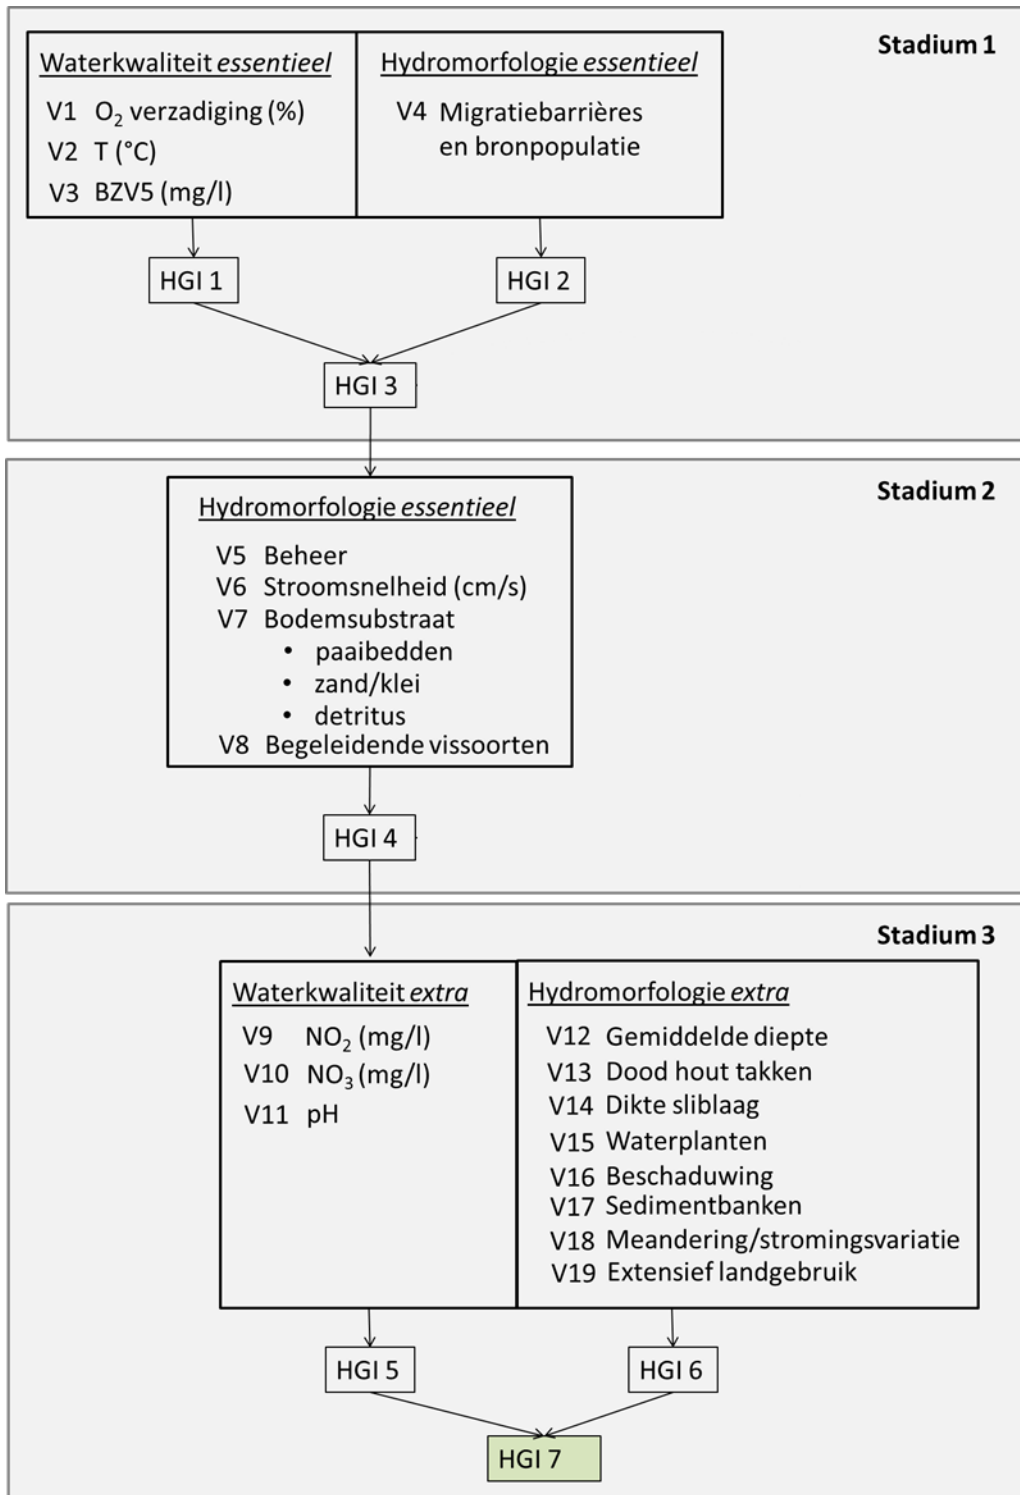 Stadium 1
Waterkwaliteit essentieel
V1 O₂ verzadiging (%)
V2 T (°C)
V3 BZV5 (mg/l)
Hydromorfologie essentieel
V4 Migratiebarrières
en bronpopulatie
HGI 1
HGI 2
HGI 3
Stadium 2
Hydromorfologie essentieel
V5 Beheer
V6 Stroomsnelheid (cm/s)
V7 Bodemsubstraat
• paaibedden
• zand/klei
• detritus
V8 Begeleidende vissoorten
HGI 4
Stadium 3
Waterkwaliteit extra
V9 NO₂ (mg/l)
V10 NO₃ (mg/l)
V11 pH
Hydromorfologie extra
V12 Gemiddelde diepte
V13 Dood hout takken
V14 Dikte sliblaag
V15 Waterplanten
V16 Beschaduwing
V17 Sedimentbanken
V18 Meandering/stromingsvariatie
V19 Extensief landgebruik
HGI 5
HGI 6
HGI 7